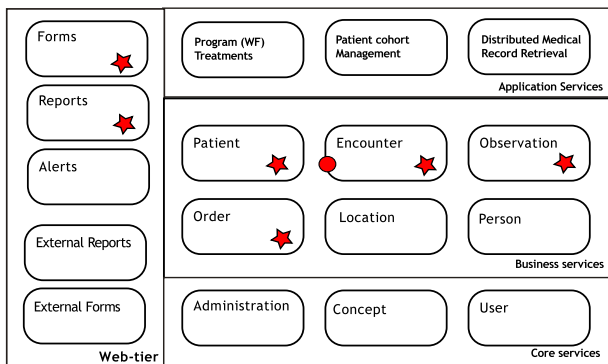 Forms
Reports
Alerts
External Reports
External Forms
Web-tier
Program (WF)
Treatments
Patient cohort
Management
Distributed Medical
Record Retrieval
Application Services
Patient
Encounter
Observation
Order
Location
Person
Business services
Administration
Concept
User
Core services